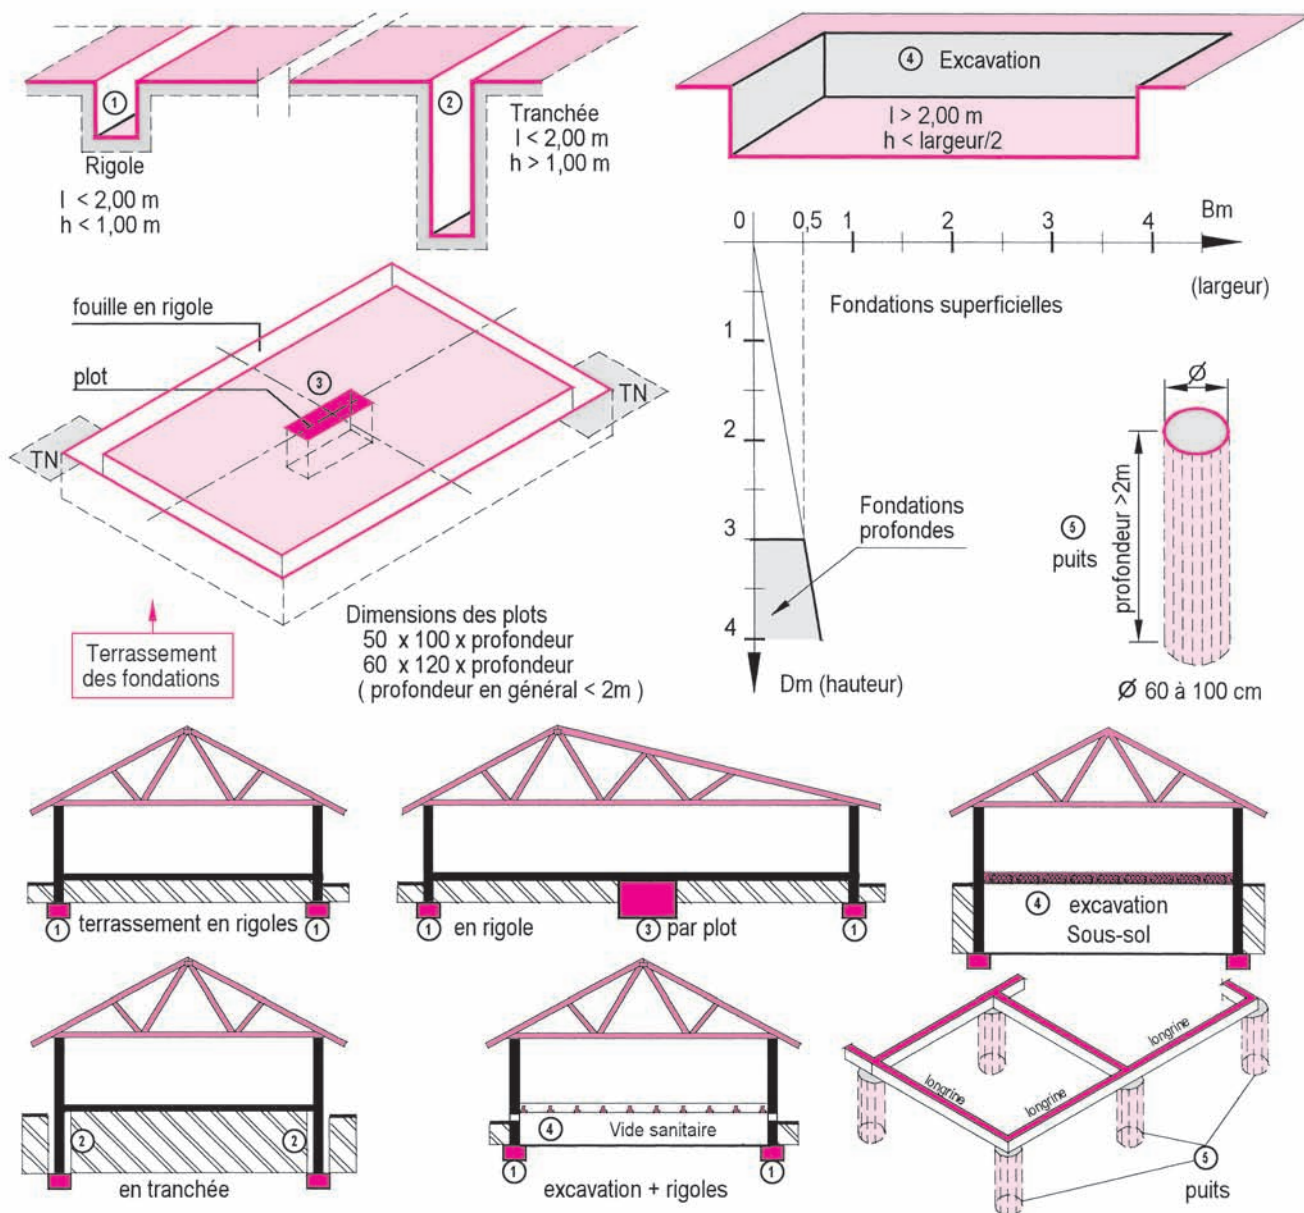 1
Rigole
l < 2,00 m
h < 1,00 m
2
Tranchée
l < 2,00 m
h > 1,00 m
4 Excavation
l > 2,00 m
h < largeur/2
fouille en rigole
plot
3
TN
TN
Terrassement
des fondations
Dimensions des plots
50 x 100 x profondeur
60 x 120 x profondeur
( profondeur en général < 2m )
0 0,5 1 2 3 4 Bm
(largeur)
Fondations superficielles
1
2
3
4
Fondations
profondes
Dm (hauteur)
Ø
profondeur >2m
5
puits
Ø 60 à 100 cm
1 terrassement en rigoles 1
1 en rigole 3 par plot 1
4 excavation
Sous-sol
2 2
en tranchée
4 Vide sanitaire
1 1
excavation + rigoles
longrine
longrine
longrine
5
puits